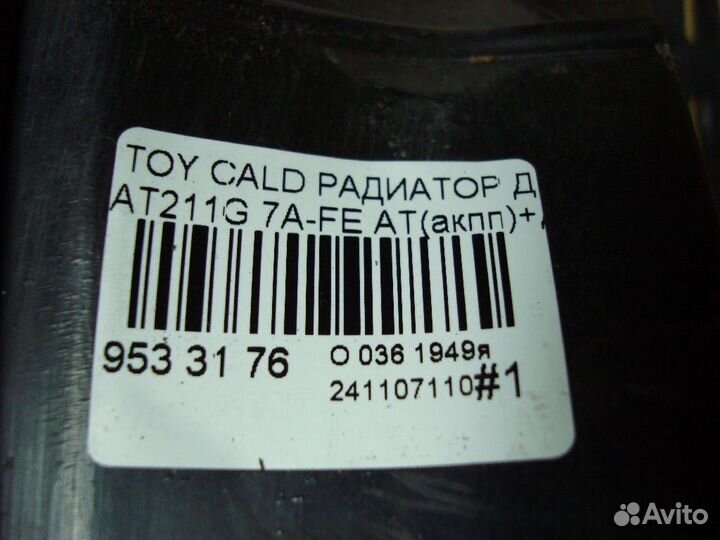 TOY CALD РАДИАТОР Д
AT211G 7A-FE AT(акпп)+
953 31 76
О 036 1949я
241107110#1
Avito